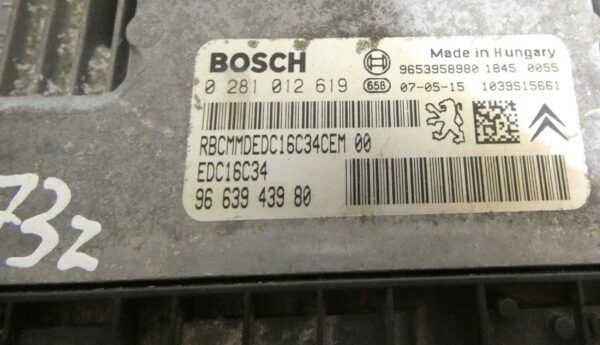 BOSCH Made in Hungary
9653958980 1845 0055
0 281 012 619 658 07-05-15 1039S15661
RBCMMDEDC16C34CEM 00
EDC16C34
96 639 439 80
73z